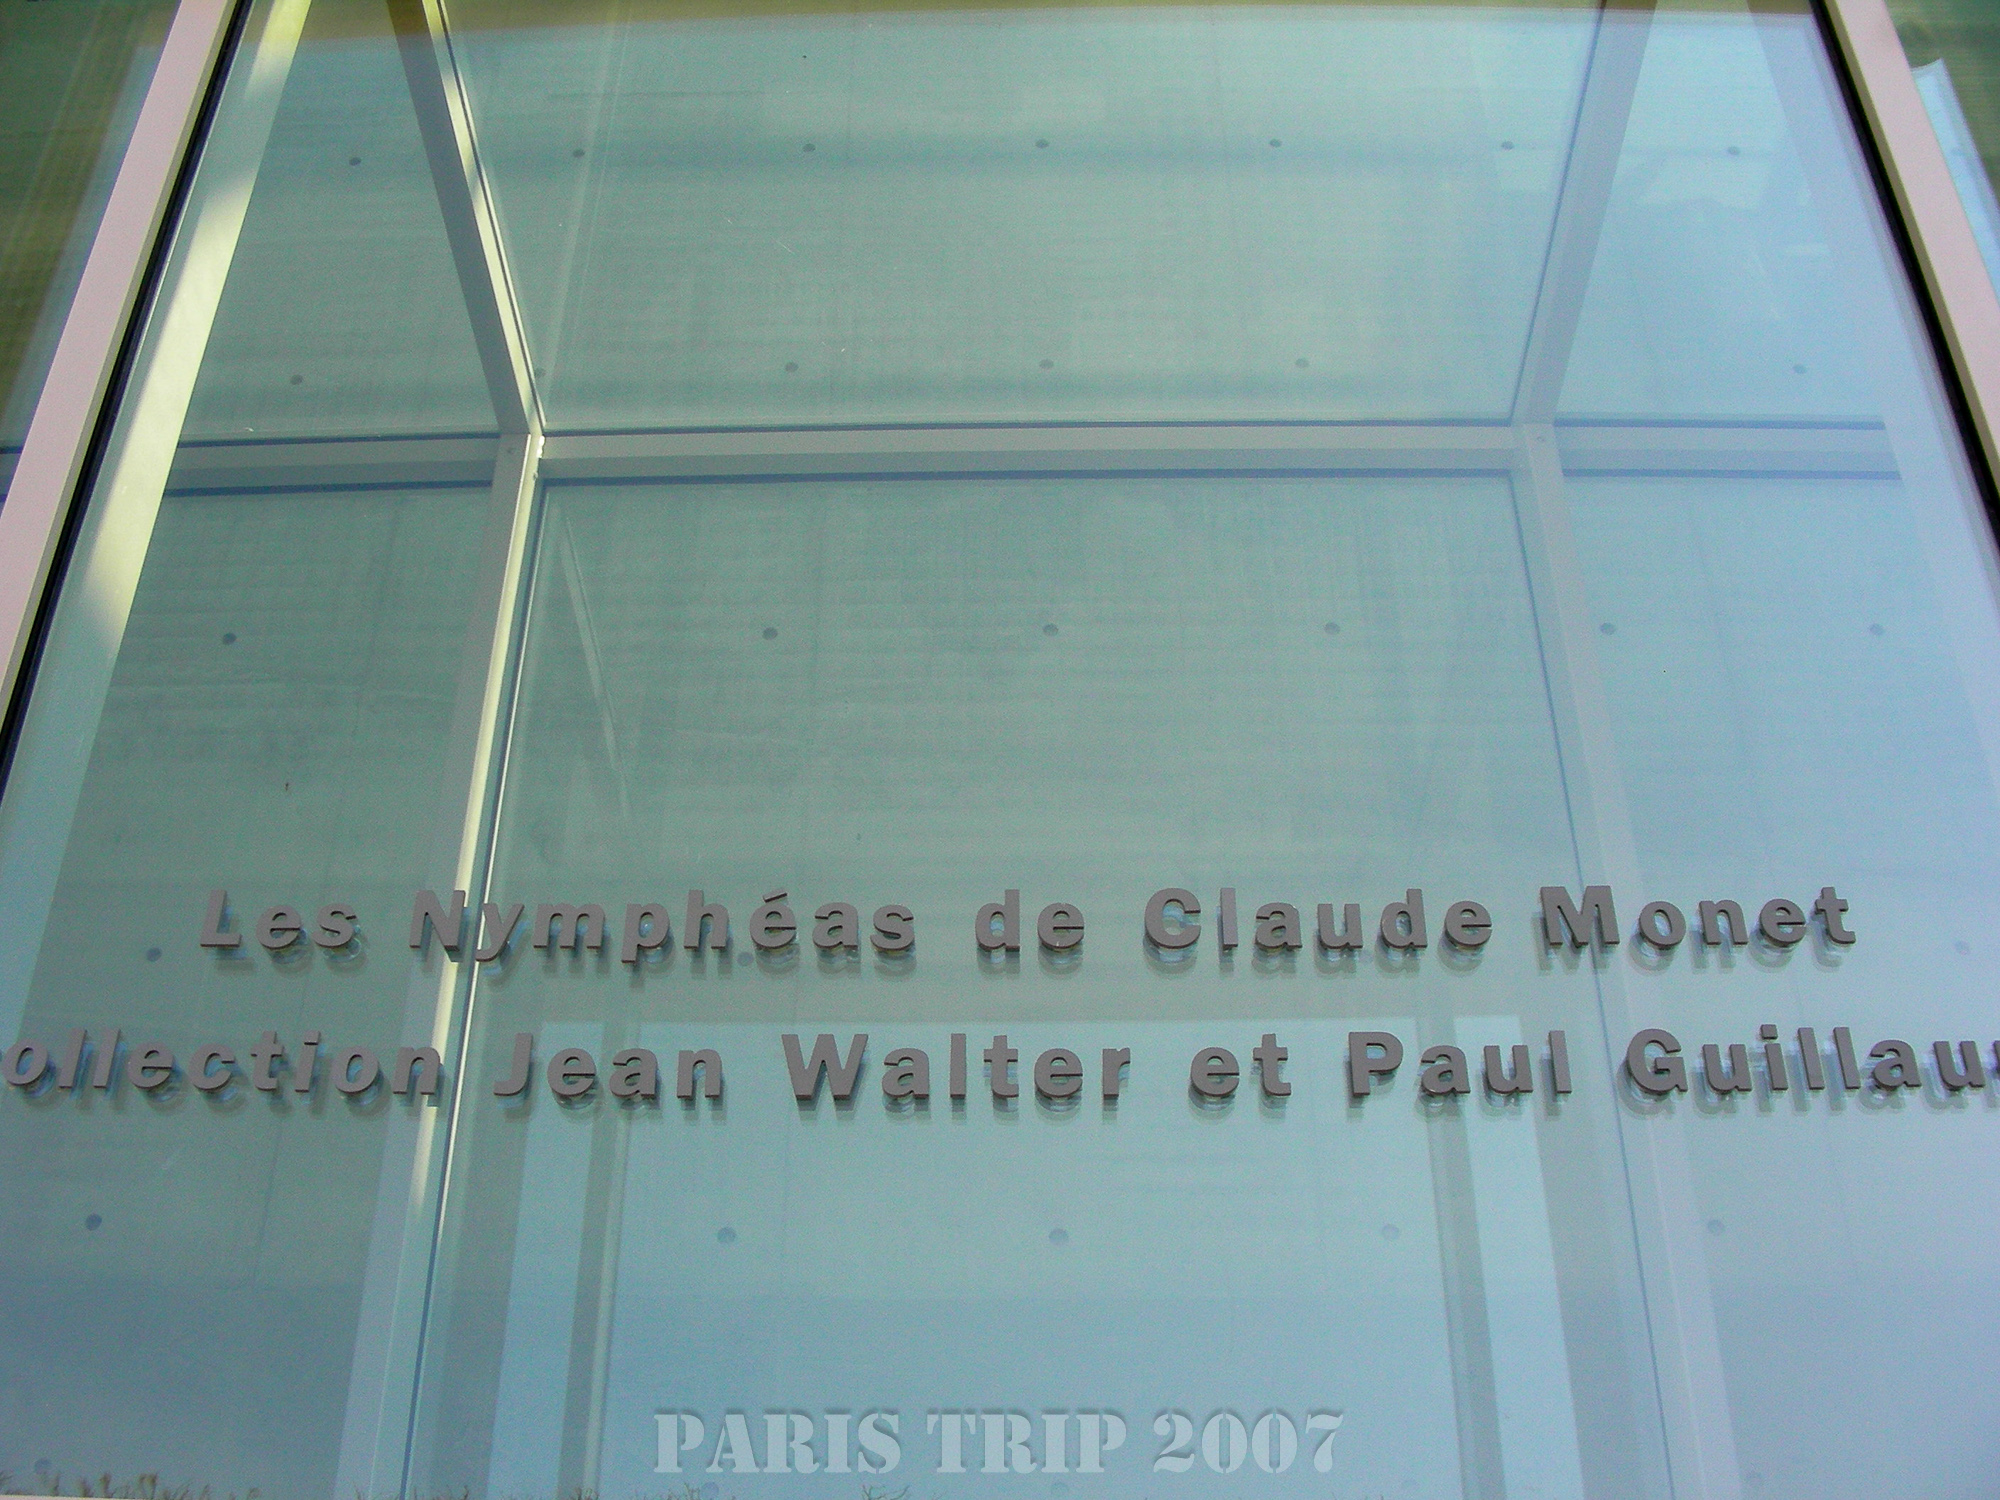 Les Nymphéas de Claude Monet
ollection Jean Walter et Paul Guillau
PARIS TRIP 2007